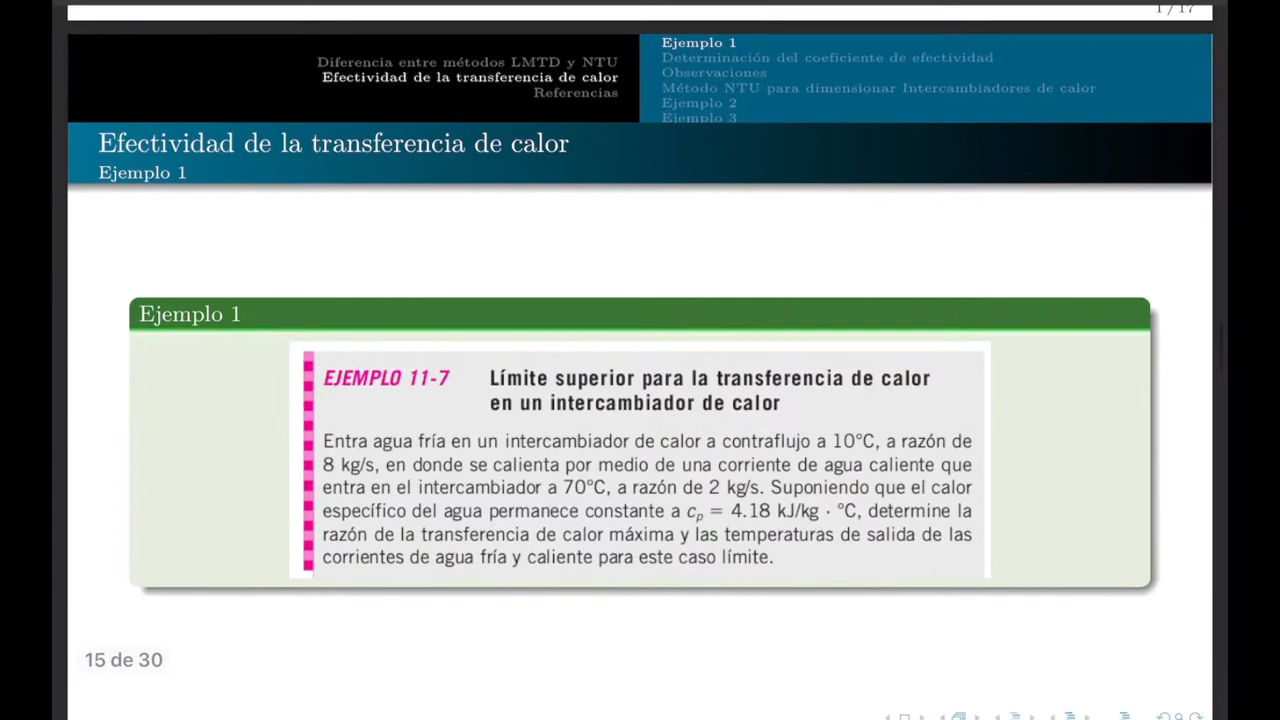 1 / 17
Diferencia entre métodos LMTD y NTU
Efectividad de la transferencia de calor
Referencias
Ejemplo 1
Determinación del coeficiente de efectividad
Observaciones
Método NTU para dimensionar Intercambiadores de calor
Ejemplo 2
Ejemplo 3
Efectividad de la transferencia de calor
Ejemplo 1
Ejemplo 1
EJEMPLO 11-7 Límite superior para la transferencia de calor
en un intercambiador de calor
Entra agua fría en un intercambiador de calor a contraflujo a 10°C, a razón de
8 kg/s, en donde se calienta por medio de una corriente de agua caliente que
entra en el intercambiador a 70°C, a razón de 2 kg/s. Suponiendo que el calor
específico del agua permanece constante a cp = 4.18 kJ/kg · °C, determine la
razón de la transferencia de calor máxima y las temperaturas de salida de las
corrientes de agua fría y caliente para este caso límite.
15 de 30